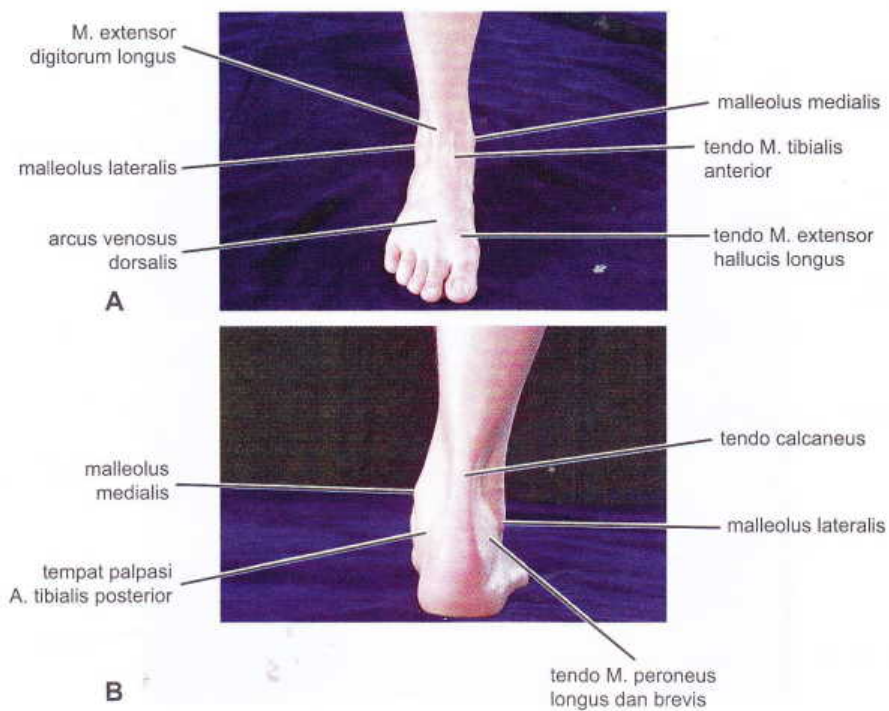 M. extensor
digitorum longus
malleolus lateralis
arcus venosus
dorsalis
malleolus medialis
tendo M. tibialis
anterior
tendo M. extensor
hallucis longus
A
malleolus
medialis
tempat palpasi
A. tibialis posterior
tendo calcaneus
malleolus lateralis
tendo M. peroneus
longus dan brevis
B